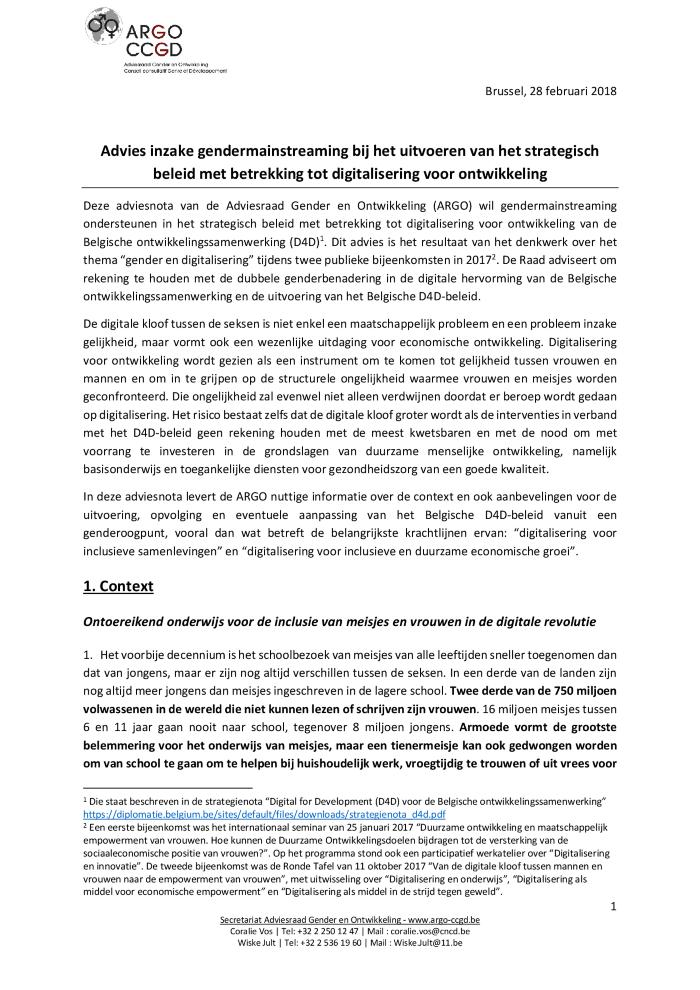 ARGO
CCGD
Adviesraad Gender en Ontwikkeling
Conseil consultatif Genre et Développement
Brussel, 28 februari 2018
Advies inzake gendermainstreaming bij het uitvoeren van het strategisch
beleid met betrekking tot digitalisering voor ontwikkeling
Deze adviesnota van de Adviesraad Gender en Ontwikkeling (ARGO) wil gendermainstreaming
ondersteunen in het strategisch beleid met betrekking tot digitalisering voor ontwikkeling van de
Belgische ontwikkelingssamenwerking (D4D)¹. Dit advies is het resultaat van het denkwerk over het
thema “gender en digitalisering” tijdens twee publieke bijeenkomsten in 2017². De Raad adviseert om
rekening te houden met de dubbele genderbenadering in de digitale hervorming van de Belgische
ontwikkelingssamenwerking en de uitvoering van het Belgische D4D-beleid.
De digitale kloof tussen de seksen is niet enkel een maatschappelijk probleem en een probleem inzake
gelijkheid, maar vormt ook een wezenlijke uitdaging voor economische ontwikkeling. Digitalisering
voor ontwikkeling wordt gezien als een instrument om te komen tot gelijkheid tussen vrouwen en
mannen en om in te grijpen op de structurele ongelijkheid waarmee vrouwen en meisjes worden
geconfronteerd. Die ongelijkheid zal evenwel niet alleen verdwijnen doordat er beroep wordt gedaan
op digitalisering. Het risico bestaat zelfs dat de digitale kloof groter wordt als de interventies in verband
met het D4D-beleid geen rekening houden met de meest kwetsbaren en met de nood om met
voorrang te investeren in de grondslagen van duurzame menselijke ontwikkeling, namelijk
basisonderwijs en toegankelijke diensten voor gezondheidszorg van een goede kwaliteit.
In deze adviesnota levert de ARGO nuttige informatie over de context en ook aanbevelingen voor de
uitvoering, opvolging en eventuele aanpassing van het Belgische D4D-beleid vanuit een
genderoogpunt, vooral dan wat betreft de belangrijkste krachtlijnen ervan: “digitalisering voor
inclusieve samenlevingen” en “digitalisering voor inclusieve en duurzame economische groei”.
1. Context
Ontoereikend onderwijs voor de inclusie van meisjes en vrouwen in de digitale revolutie
1. Het voorbije decennium is het schoolbezoek van meisjes van alle leeftijden sneller toegenomen dan
dat van jongens, maar er zijn nog altijd verschillen tussen de seksen. In een derde van de landen zijn
nog altijd meer jongens dan meisjes ingeschreven in de lagere school. Twee derde van de 750 miljoen
volwassenen in de wereld die niet kunnen lezen of schrijven zijn vrouwen. 16 miljoen meisjes tussen
6 en 11 jaar gaan nooit naar school, tegenover 8 miljoen jongens. Armoede vormt de grootste
belemmering voor het onderwijs van meisjes, maar een tienermeisje kan ook gedwongen worden
om van school te gaan om te helpen bij huishoudelijk werk, vroegtijdig te trouwen of uit vrees voor
¹ Die staat beschreven in de strategienota “Digital for Development (D4D) voor de Belgische ontwikkelingssamenwerking”
https://diplomatie.belgium.be/sites/default/files/downloads/strategienota_d4d.pdf
² Een eerste bijeenkomst was het internationaal seminar van 25 januari 2017 “Duurzame ontwikkeling en maatschappelijk
empowerment van vrouwen. Hoe kunnen de Duurzame Ontwikkelingsdoelen bijdragen tot de versterking van de
sociaaleconomische positie van vrouwen?”. Op het programma stond ook een participatief werkatelier over “Digitalisering
en innovatie”. De tweede bijeenkomst was de Ronde Tafel van 11 oktober 2017 “Van de digitale kloof tussen mannen en
vrouwen naar de empowerment van vrouwen”, met uitwisseling over “Digitalisering en onderwijs”, “Digitalisering als
middel voor economische empowerment” en “Digitalisering als middel in de strijd tegen geweld”.
1
Secretariat Adviesraad Gender en Ontwikkeling - www.argo-ccgd.be
Coralie Vos | Tel: +32 2 250 12 47 | Mail : coralie.vos@cncd.be
Wiske Jult | Tel: +32 2 536 19 60 | Mail : Wiske.Jult@11.be